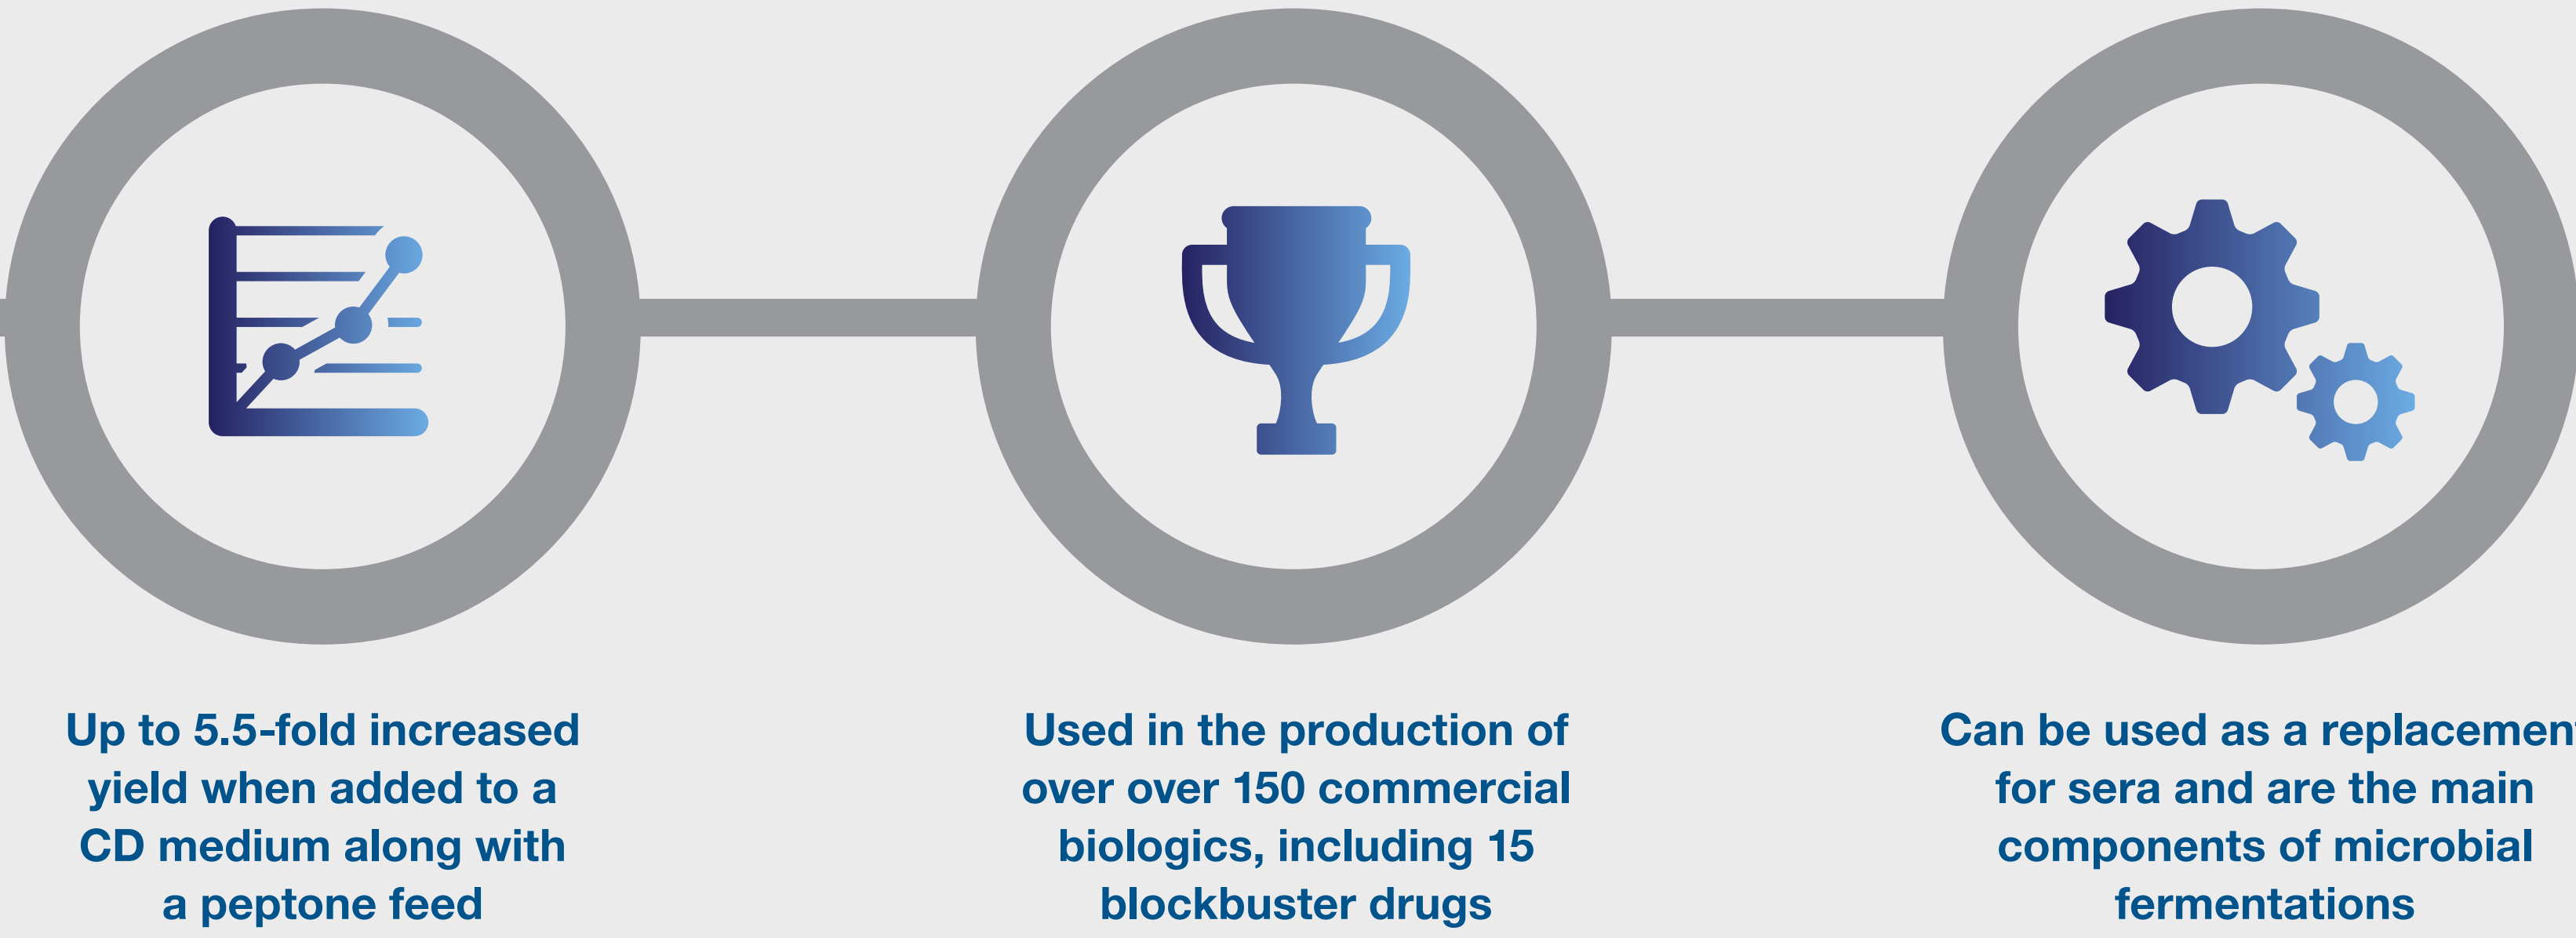 Up to 5.5-fold increased
yield when added to a
CD medium along with
a peptone feed
Used in the production of
over over 150 commercial
biologics, including 15
blockbuster drugs
Can be used as a replacement
for sera and are the main
components of microbial
fermentations